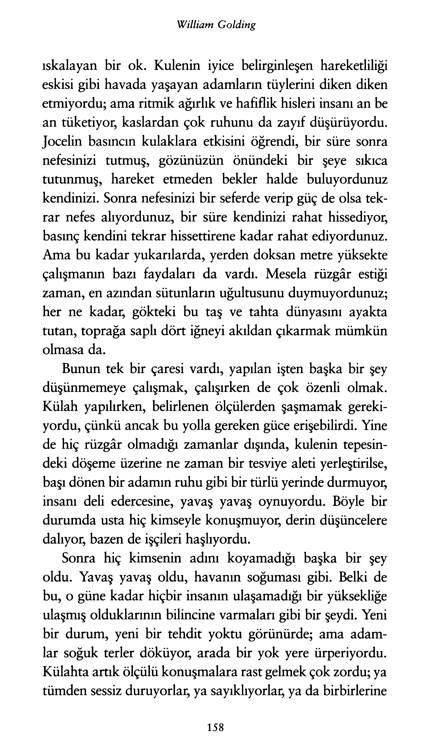 William Golding
ıskalayan bir ok. Kulenin iyice belirginleşen hareketliliği
eskisi gibi havada yaşayan adamların tüylerini diken diken
etmiyordu; ama ritmik ağırlık ve hafiflik hisleri insanı an be
an tüketiyor, kaslardan çok ruhunu da zayıf düşürüyordu.
Jocelin basıncın kulaklara etkisini öğrendi, bir süre sonra
nefesinizi tutmuş, gözünüzün önündeki bir şeye sıkıca
tutunmuş, hareket etmeden bekler halde buluyordunuz
kendinizi. Sonra nefesinizi bir seferde verip güç de olsa tek-
rar nefes alıyordunuz, bir süre kendinizi rahat hissediyor,
basınç kendini tekrar hissettirene kadar rahat ediyordunuz.
Ama bu kadar yukarılarda, yerden doksan metre yüksekte
çalışmanın bazı faydaları da vardı. Mesela rüzgâr estiği
zaman, en azından sütunların uğultusunu duymuyordunuz;
her ne kadar, gökteki bu taş ve tahta dünyasını ayakta
tutan, toprağa saplı dört iğneyi akıldan çıkarmak mümkün
olmasa da.
Bunun tek bir çaresi vardı, yapılan işten başka bir şey
düşünmemeye çalışmak, çalışırken de çok özenli olmak.
Külah yapılırken, belirlenen ölçülerden şaşmamak gereki-
yordu, çünkü ancak bu yolla gereken güce erişebilirdi. Yine
de hiç rüzgâr olmadığı zamanlar dışında, kulenin tepesin-
deki döşeme üzerine ne zaman bir tesviye aleti yerleştirilse,
başı dönen bir adamın ruhu gibi bir türlü yerinde durmuyor,
insanı deli edercesine, yavaş yavaş oynuyordu. Böyle bir
durumda usta hiç kimseyle konuşmuyor, derin düşüncelere
dalıyor, bazen de işçileri haşlıyordu.
Sonra hiç kimsenin adını koyamadığı başka bir şey
oldu. Yavaş yavaş oldu, havanın soğuması gibi. Belki de
bu, o güne kadar hiçbir insanın ulaşamadığı bir yüksekliğe
ulaşmış olduklarının bilincine varmaları gibi bir şeydi. Yeni
bir durum, yeni bir tehdit yoktu görünürde; ama adam-
lar soğuk terler döküyor, arada bir yok yere ürperiyordu.
Külahta artık ölçülü konuşmalara rast gelmek çok zordu; ya
tümden sessiz duruyorlar, ya sayıklıyorlar, ya da birbirlerine
158